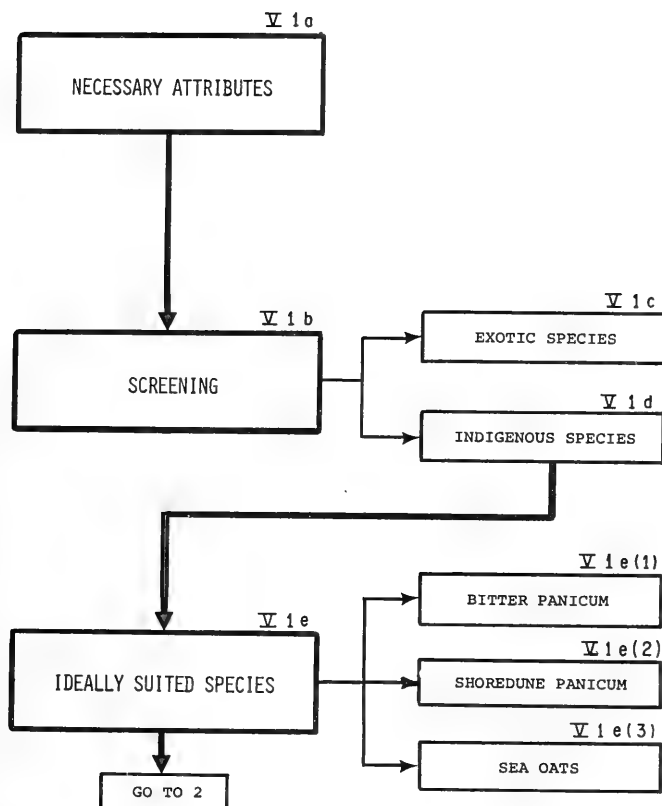 V 1a
NECESSARY ATTRIBUTES
V 1b
SCREENING
V 1c
EXOTIC SPECIES
V 1d
INDIGENOUS SPECIES
V 1e
IDEALLY SUITED SPECIES
V 1e(1)
BITTER PANICUM
V 1e(2)
SHOREDUNE PANICUM
V 1e(3)
SEA OATS
GO TO 2